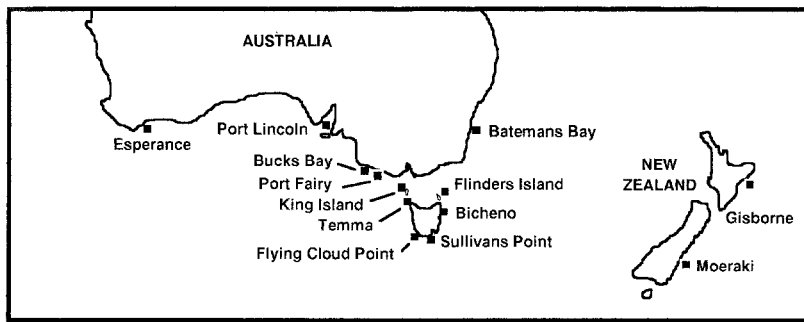 AUSTRALIA
Esperance
Port Lincoln
Batemans Bay
Bucks Bay
Port Fairy
King Island
Temma
Flying Cloud Point
Flinders Island
Bicheno
Sullivans Point
NEW
ZEALAND
Gisborne
Moeraki